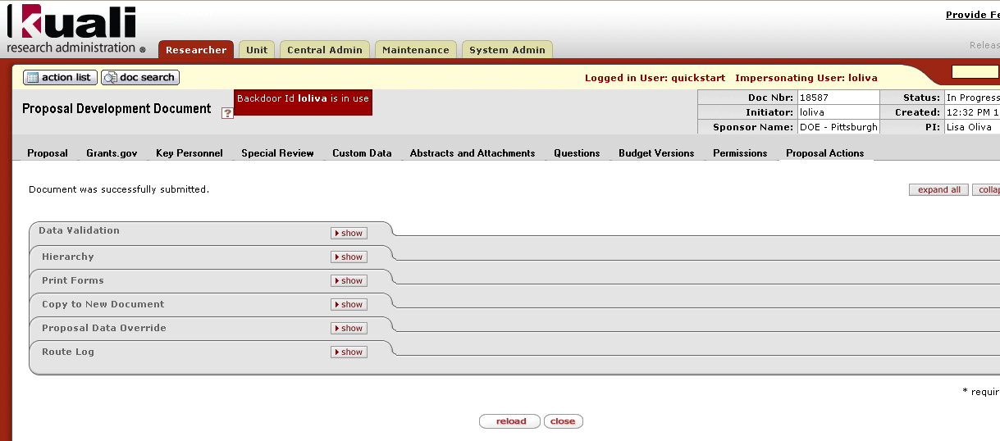 kuali
research administration ®
Provide Fe
Releas
Researcher Unit Central Admin Maintenance System Admin
action list doc search
Logged in User: quickstart Impersonating User: loliva
Proposal Development Document ? Backdoor Id loliva is in use
Doc Nbr: 18587 Status: In Progress
Initiator: loliva Created: 12:32 PM 1
Sponsor Name: DOE - Pittsburgh PI: Lisa Oliva
Proposal Grants.gov Key Personnel Special Review Custom Data Abstracts and Attachments Questions Budget Versions Permissions Proposal Actions
Document was successfully submitted.
expand all collap
Data Validation show
Hierarchy show
Print Forms show
Copy to New Document show
Proposal Data Override show
Route Log show
* requir
reload close